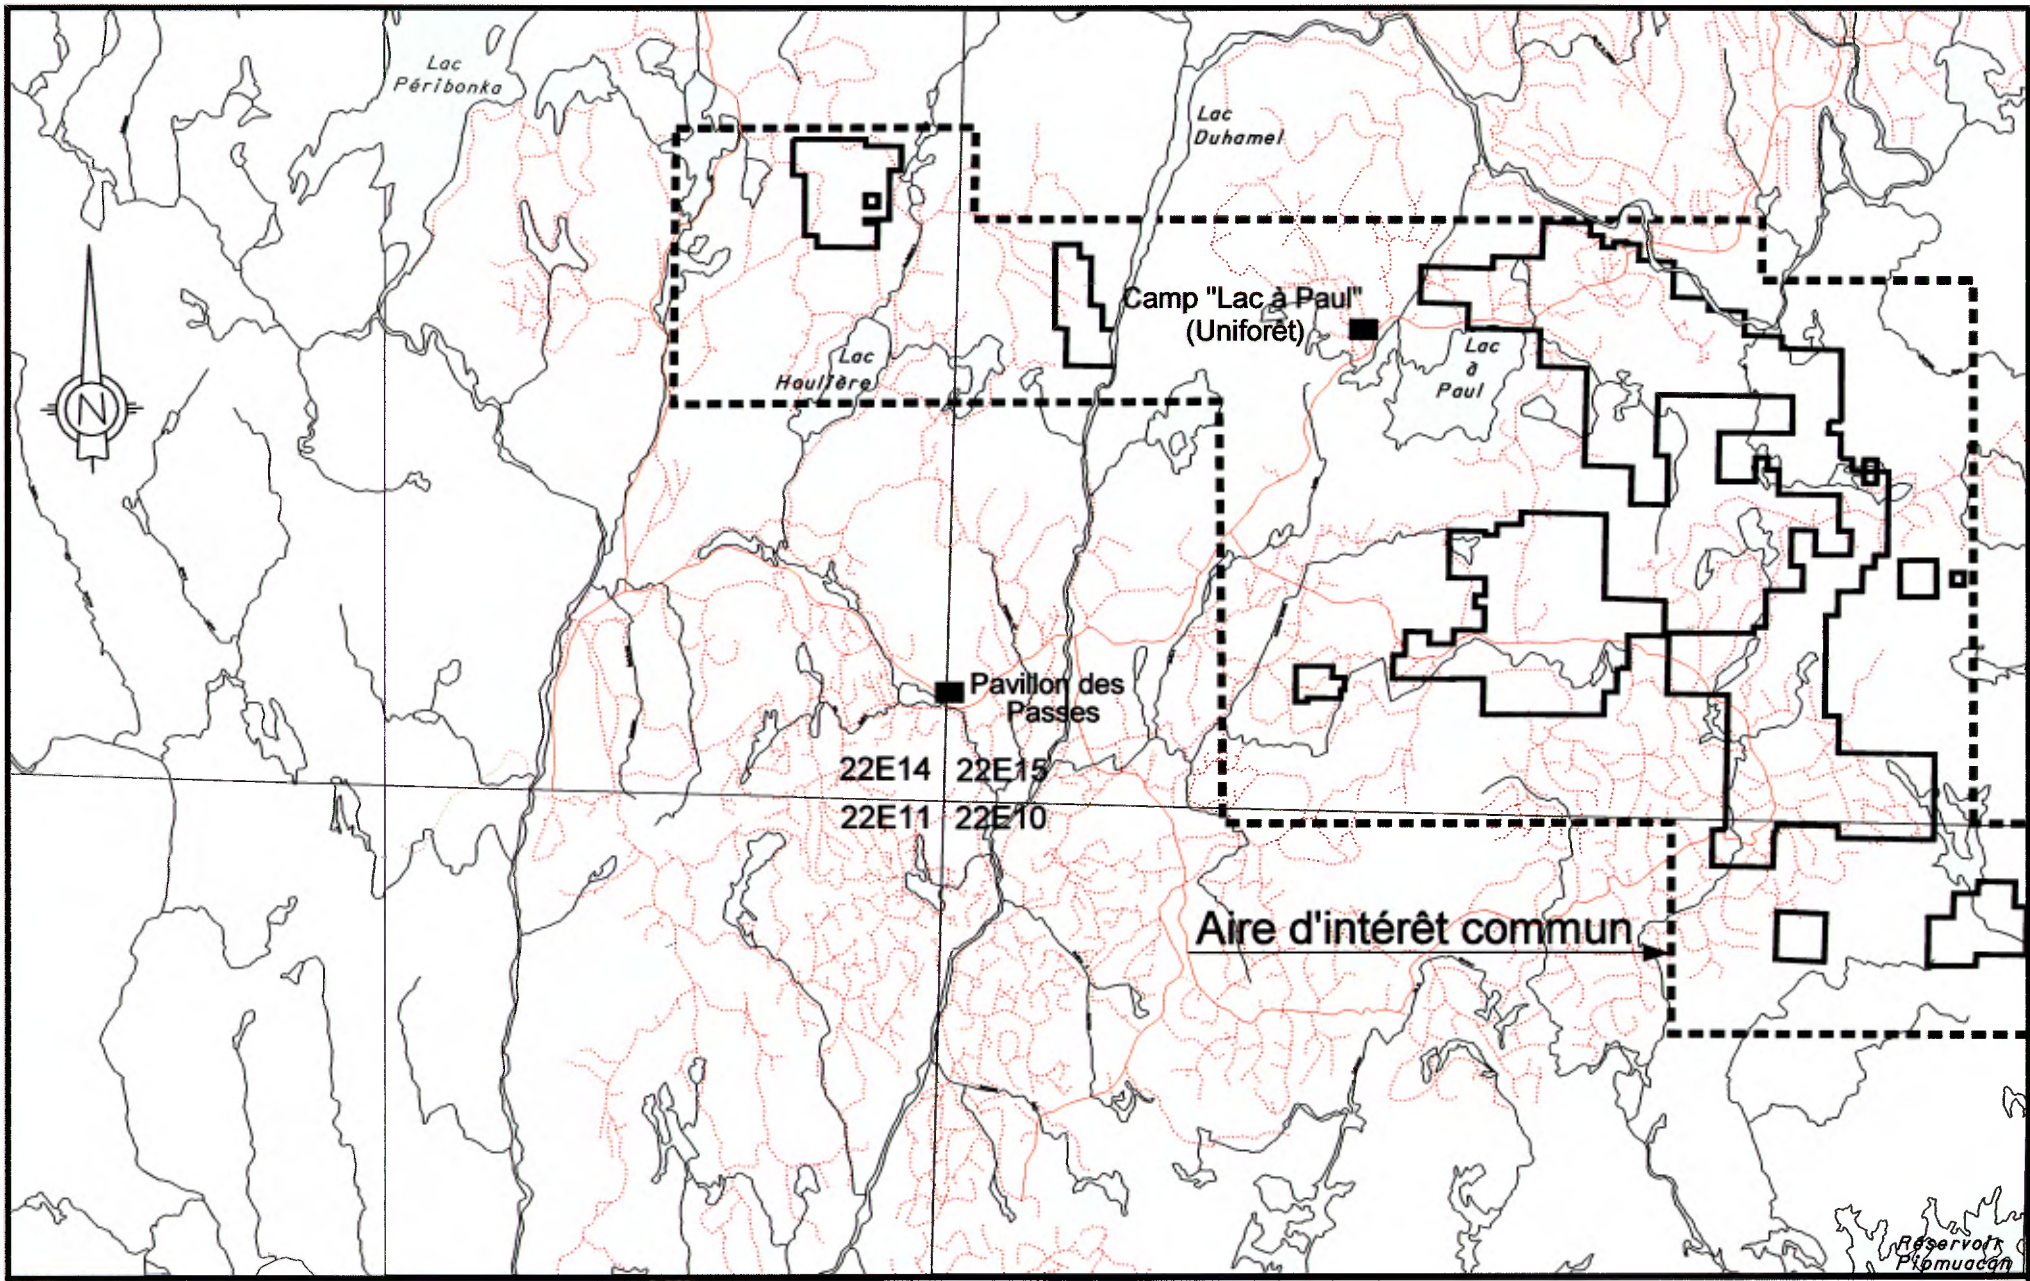 Lac
Péribonka
Lac
Duhamel
Camp "Lac à Paul"
(Uniforêt)
Lac
à
Paul
Lac
Houlière
N
Pavillon des
Passes
22E14 22E15
22E11 22E10
Aire d'intérêt commun
Réservoir
Pipmuacan